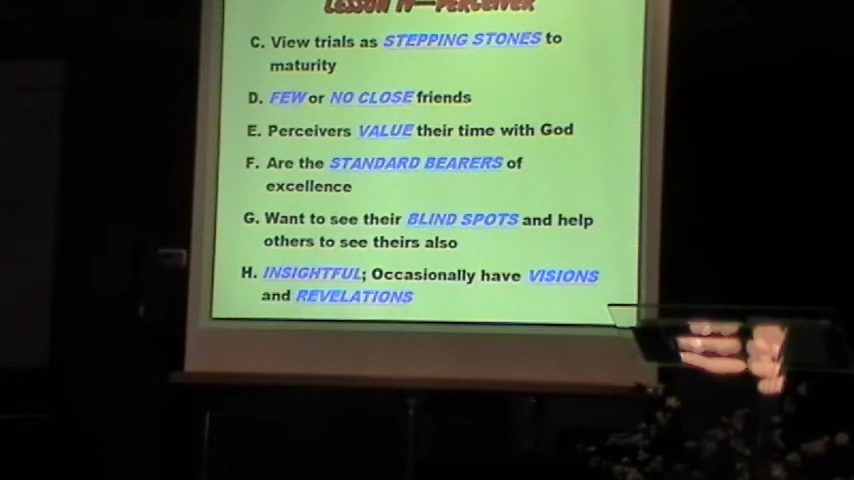 LESSON IV—PERCEIVER
C. View trials as STEPPING STONES to
maturity
D. FEW or NO CLOSE friends
E. Perceivers VALUE their time with God
F. Are the STANDARD BEARERS of
excellence
G. Want to see their BLIND SPOTS and help
others to see theirs also
H. INSIGHTFUL; Occasionally have VISIONS
and REVELATIONS